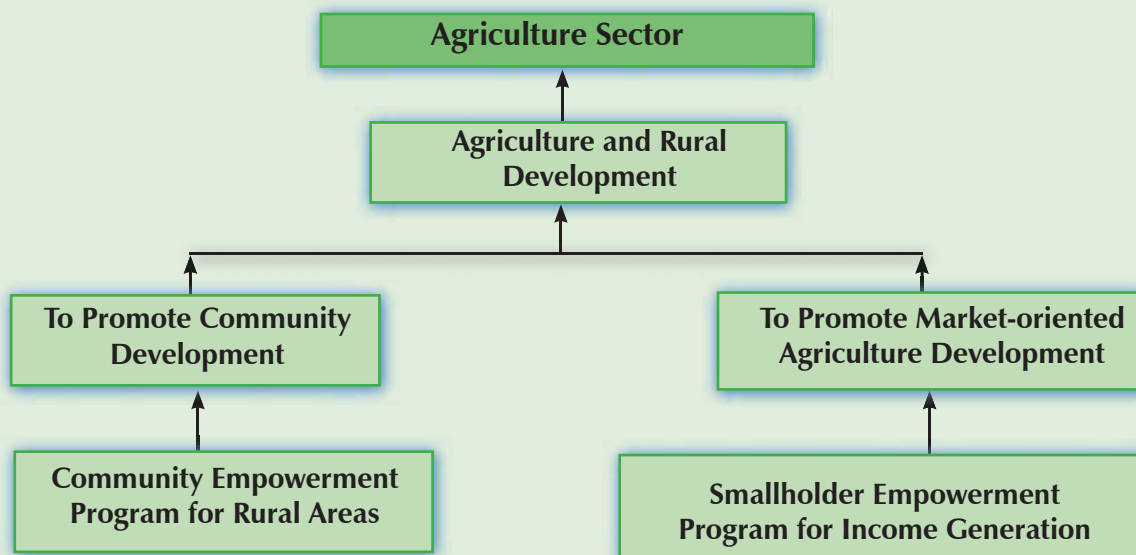 Agriculture Sector
Agriculture and Rural
Development
To Promote Community
Development
To Promote Market-oriented
Agriculture Development
Community Empowerment
Program for Rural Areas
Smallholder Empowerment
Program for Income Generation